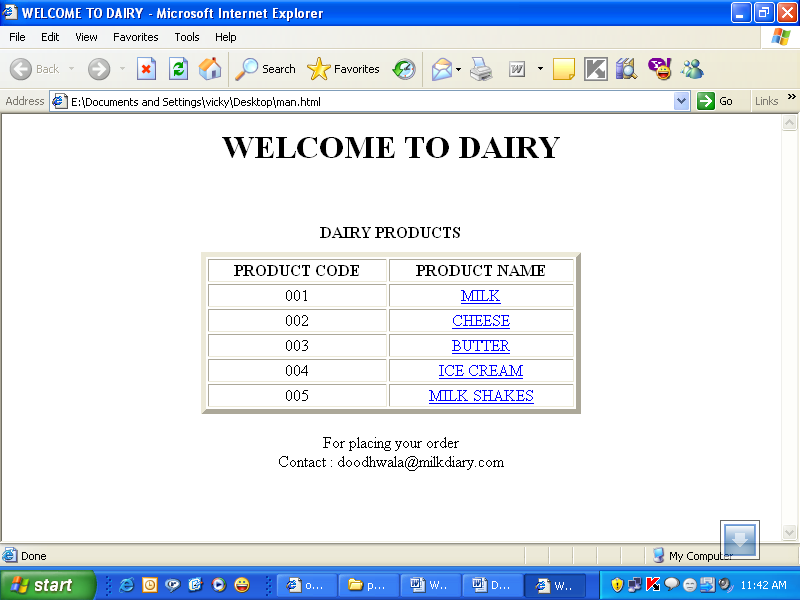 WELCOME TO DAIRY - Microsoft Internet Explorer
File Edit View Favorites Tools Help
Back Search Favorites
Address E:\Documents and Settings\vicky\Desktop\man.html Go Links »
WELCOME TO DAIRY
DAIRY PRODUCTS
PRODUCT CODE PRODUCT NAME
001 MILK
002 CHEESE
003 BUTTER
004 ICE CREAM
005 MILK SHAKES
For placing your order
Contact : doodhwala@milkdiary.com
Done My Computer
start o... p... W... D... W... 11:42 AM